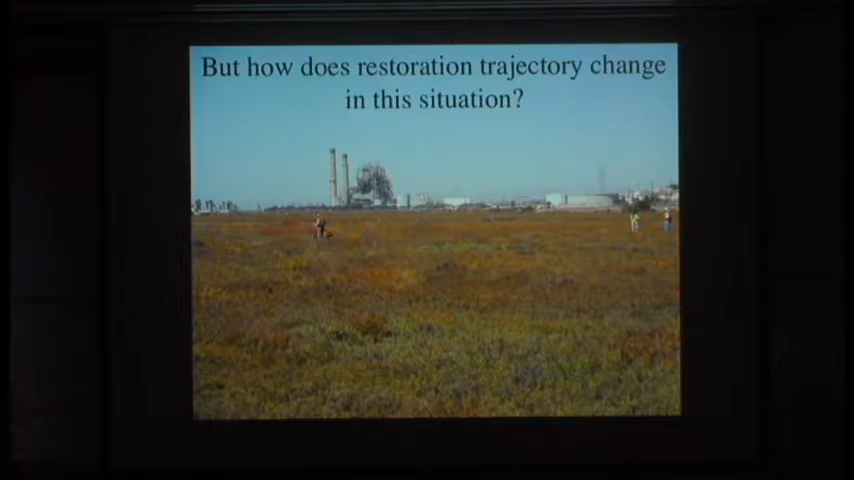 But how does restoration trajectory change
in this situation?